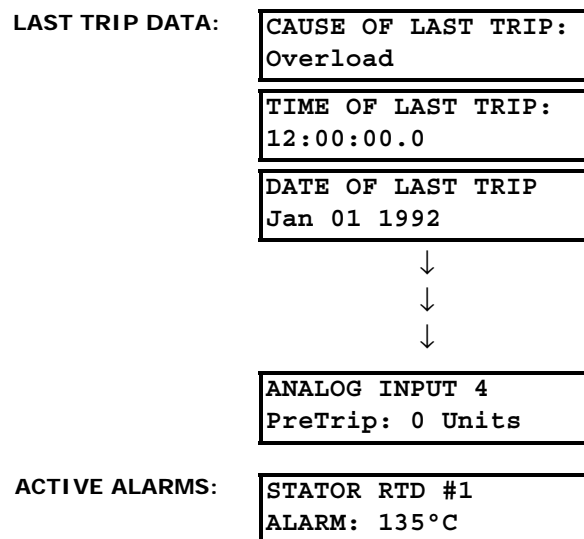 LAST TRIP DATA:
CAUSE OF LAST TRIP:
Overload
TIME OF LAST TRIP:
12:00:00.0
DATE OF LAST TRIP
Jan 01 1992
↓
↓
↓
ANALOG INPUT 4
PreTrip: 0 Units
ACTIVE ALARMS:
STATOR RTD #1
ALARM: 135°C